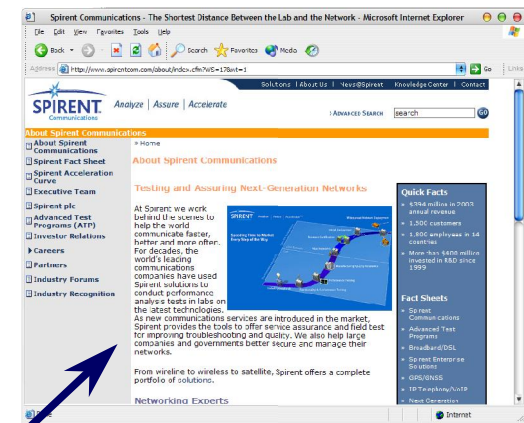 Spirent Communications - The Shortest Distance Between the Lab and the Network - Microsoft Internet Explorer
File Edit View Favorites Tools Help
Back Search Favorites Media
Address http://www.spirentcom.com/about/index.cfm?WS=17&wt=1 Go Links
Solutions | About Us | News@Spirent Knowledge Center | Contact
SPIRENT Communications
Analyze | Assure | Accelerate
ADVANCED SEARCH search GO
About Spirent Communications
About Spirent Communications
Spirent Fact Sheet
Spirent Acceleration Curve
Executive Team
Spirent plc
Advanced Test Programs (ATP)
Investor Relations
Careers
Partners
Industry Forums
Industry Recognition
» Home
About Spirent Communications
Testing and Assuring Next-Generation Networks
At Spirent we work
behind the scenes to
help the world
communicate faster,
better and more often.
For decades, the
world's leading
communications
companies have used
Spirent solutions to
conduct performance
analysis tests in labs on
the latest technologies.
As new communications services are introduced in the market,
Spirent provides the tools to offer service assurance and field test
for improving troubleshooting and quality. We also help large
companies and governments better secure and manage their
networks.
From wireline to wireless to satellite, Spirent offers a complete
portfolio of solutions.
Networking Experts
SPIRENT
Quick Facts
» $394 million in 2003
annual revenue
» 1,500 customers
» 1,800 employees in 14
countries
» More than $600 million
invested in R&D since
1999
Fact Sheets
» Spirent
Communications
» Advanced Test
Programs
» Broadband/DSL
» Spirent Enterprise
Solutions
» GPS/GNSS
» IP Telephony/VoIP
» Next Generation
Internet